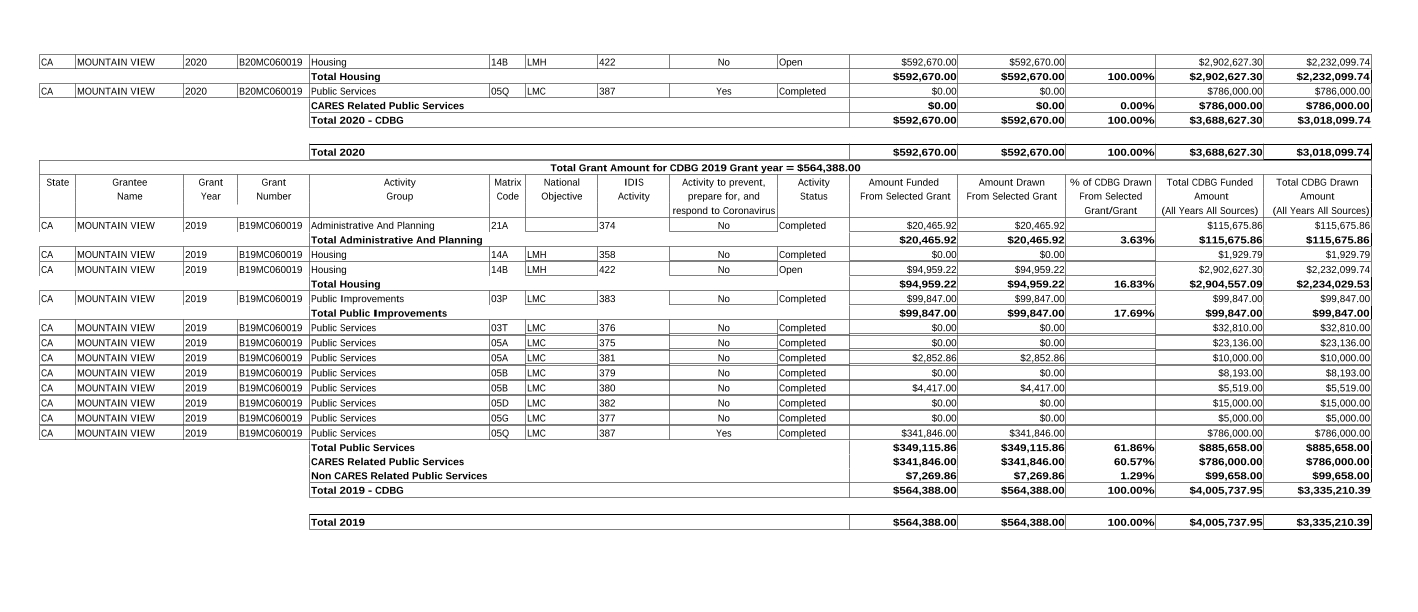 CA MOUNTAIN VIEW 2020 B20MC060019 Housing 14B LMH 422 No Open $592,670.00 $592,670.00 $2,902,627.30 $2,232,099.74
Total Housing $592,670.00 $592,670.00 100.00% $2,902,627.30 $2,232,099.74
CA MOUNTAIN VIEW 2020 B20MC060019 Public Services 05Q LMC 387 Yes Completed $0.00 $0.00 $786,000.00 $786,000.00
CARES Related Public Services $0.00 $0.00 0.00% $786,000.00 $786,000.00
Total 2020 - CDBG $592,670.00 $592,670.00 100.00% $3,688,627.30 $3,018,099.74
Total 2020 $592,670.00 $592,670.00 100.00% $3,688,627.30 $3,018,099.74
Total Grant Amount for CDBG 2019 Grant year = $564,388.00
State Grantee Grant Grant Activity Matrix National IDIS Activity to prevent, Activity Amount Funded Amount Drawn % of CDBG Drawn Total CDBG Funded Total CDBG Drawn
Name Year Number Group Code Objective Activity prepare for, and Status From Selected Grant From Selected Grant From Selected Amount Amount
respond to Coronavirus Grant/Grant (All Years All Sources) (All Years All Sources)
CA MOUNTAIN VIEW 2019 B19MC060019 Administrative And Planning 21A 374 No Completed $20,465.92 $20,465.92 $115,675.86 $115,675.86
Total Administrative And Planning $20,465.92 $20,465.92 3.63% $115,675.86 $115,675.86
CA MOUNTAIN VIEW 2019 B19MC060019 Housing 14A LMH 358 No Completed $0.00 $0.00 $1,929.79 $1,929.79
CA MOUNTAIN VIEW 2019 B19MC060019 Housing 14B LMH 422 No Open $94,959.22 $94,959.22 $2,902,627.30 $2,232,099.74
Total Housing $94,959.22 $94,959.22 16.83% $2,904,557.09 $2,234,029.53
CA MOUNTAIN VIEW 2019 B19MC060019 Public Improvements 03P LMC 383 No Completed $99,847.00 $99,847.00 $99,847.00 $99,847.00
Total Public Improvements $99,847.00 $99,847.00 17.69% $99,847.00 $99,847.00
CA MOUNTAIN VIEW 2019 B19MC060019 Public Services 03T LMC 376 No Completed $0.00 $0.00 $32,810.00 $32,810.00
CA MOUNTAIN VIEW 2019 B19MC060019 Public Services 05A LMC 375 No Completed $0.00 $0.00 $23,136.00 $23,136.00
CA MOUNTAIN VIEW 2019 B19MC060019 Public Services 05A LMC 381 No Completed $2,852.86 $2,852.86 $10,000.00 $10,000.00
CA MOUNTAIN VIEW 2019 B19MC060019 Public Services 05B LMC 379 No Completed $0.00 $0.00 $8,193.00 $8,193.00
CA MOUNTAIN VIEW 2019 B19MC060019 Public Services 05B LMC 380 No Completed $4,417.00 $4,417.00 $5,519.00 $5,519.00
CA MOUNTAIN VIEW 2019 B19MC060019 Public Services 05D LMC 382 No Completed $0.00 $0.00 $15,000.00 $15,000.00
CA MOUNTAIN VIEW 2019 B19MC060019 Public Services 05G LMC 377 No Completed $0.00 $0.00 $5,000.00 $5,000.00
CA MOUNTAIN VIEW 2019 B19MC060019 Public Services 05Q LMC 387 Yes Completed $341,846.00 $341,846.00 $786,000.00 $786,000.00
Total Public Services $349,115.86 $349,115.86 61.86% $885,658.00 $885,658.00
CARES Related Public Services $341,846.00 $341,846.00 60.57% $786,000.00 $786,000.00
Non CARES Related Public Services $7,269.86 $7,269.86 1.29% $99,658.00 $99,658.00
Total 2019 - CDBG $564,388.00 $564,388.00 100.00% $4,005,737.95 $3,335,210.39
Total 2019 $564,388.00 $564,388.00 100.00% $4,005,737.95 $3,335,210.39